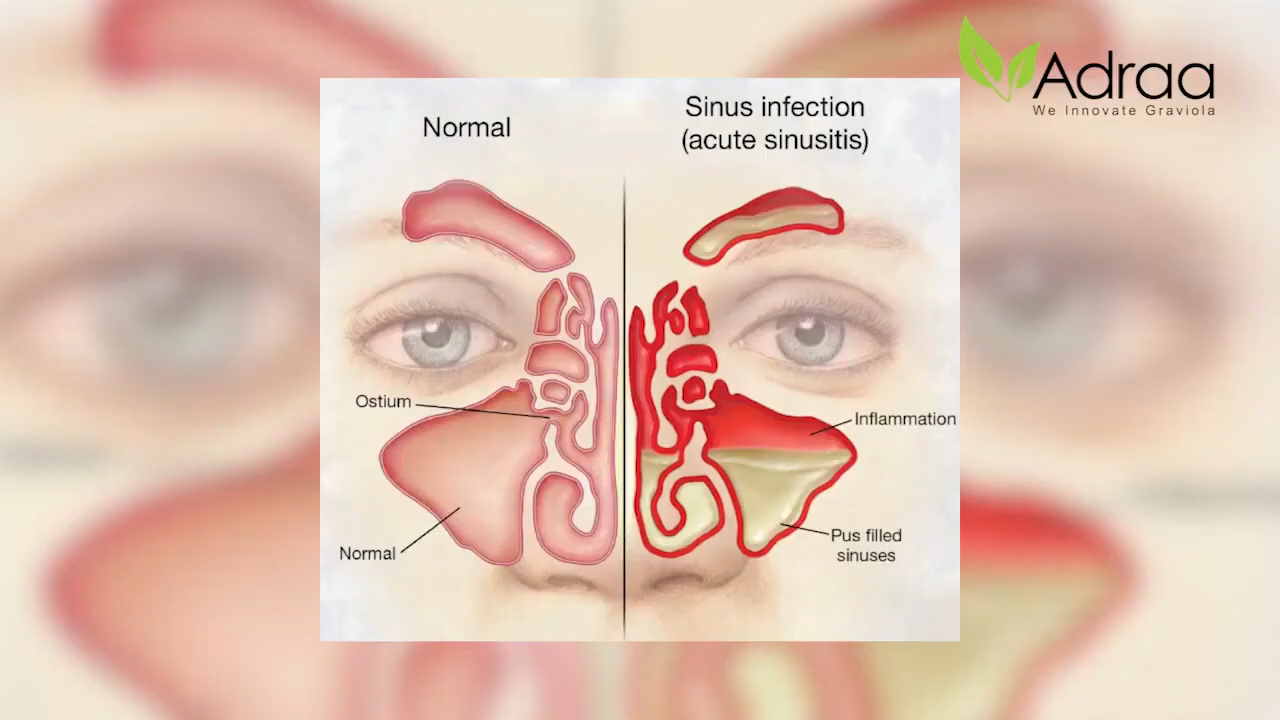 Adraa
We Innovate Graviola
Normal
Sinus infection
(acute sinusitis)
Ostium
Inflammation
Normal
Pus filled
sinuses